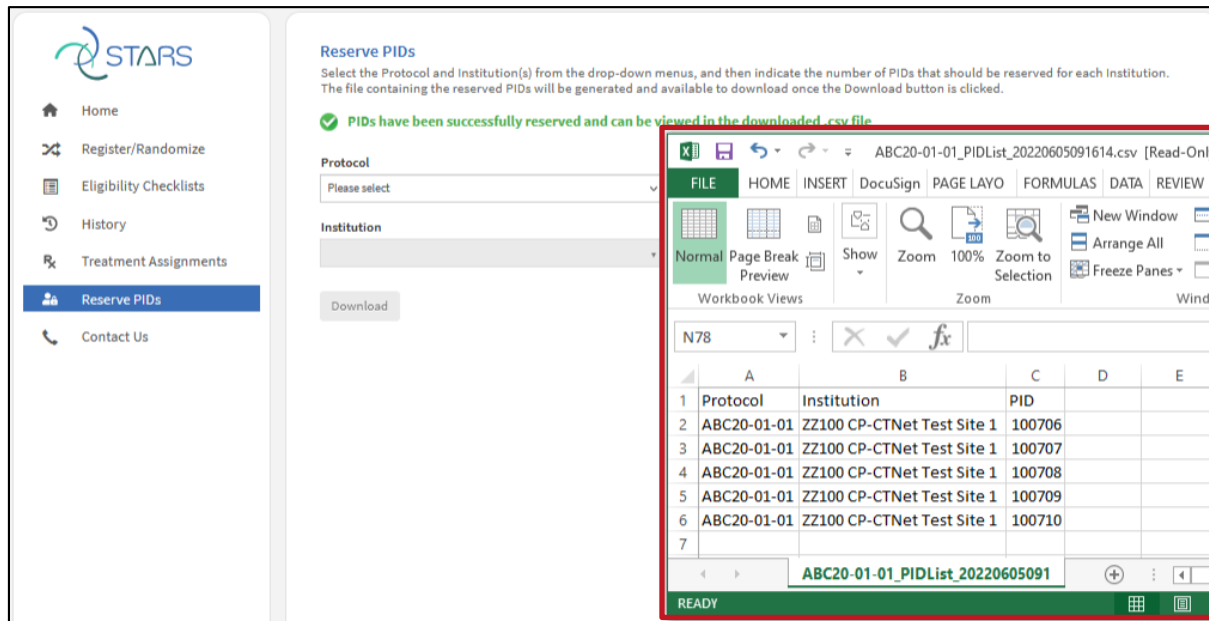 STARS
Home
Register/Randomize
Eligibility Checklists
History
Treatment Assignments
Reserve PIDs
Contact Us
Reserve PIDs
Select the Protocol and Institution(s) from the drop-down menus, and then indicate the number of PIDs that should be reserved for each Institution.
The file containing the reserved PIDs will be generated and available to download once the Download button is clicked.
PIDs have been successfully reserved and can be viewed in the downloaded .csv file
Protocol
Please select
Institution
Download
ABC20-01-01_PIDList_20220605091614.csv [Read-Onl
FILE HOME INSERT DocuSign PAGE LAYO FORMULAS DATA REVIEW
Normal Page Break Preview Show Zoom 100% Zoom to Selection
New Window
Arrange All
Freeze Panes
Workbook Views Zoom Wind
N78 fx
A B C D E
1 Protocol Institution PID
2 ABC20-01-01 ZZ100 CP-CTNet Test Site 1 100706
3 ABC20-01-01 ZZ100 CP-CTNet Test Site 1 100707
4 ABC20-01-01 ZZ100 CP-CTNet Test Site 1 100708
5 ABC20-01-01 ZZ100 CP-CTNet Test Site 1 100709
6 ABC20-01-01 ZZ100 CP-CTNet Test Site 1 100710
7
ABC20-01-01_PIDList_20220605091
READY